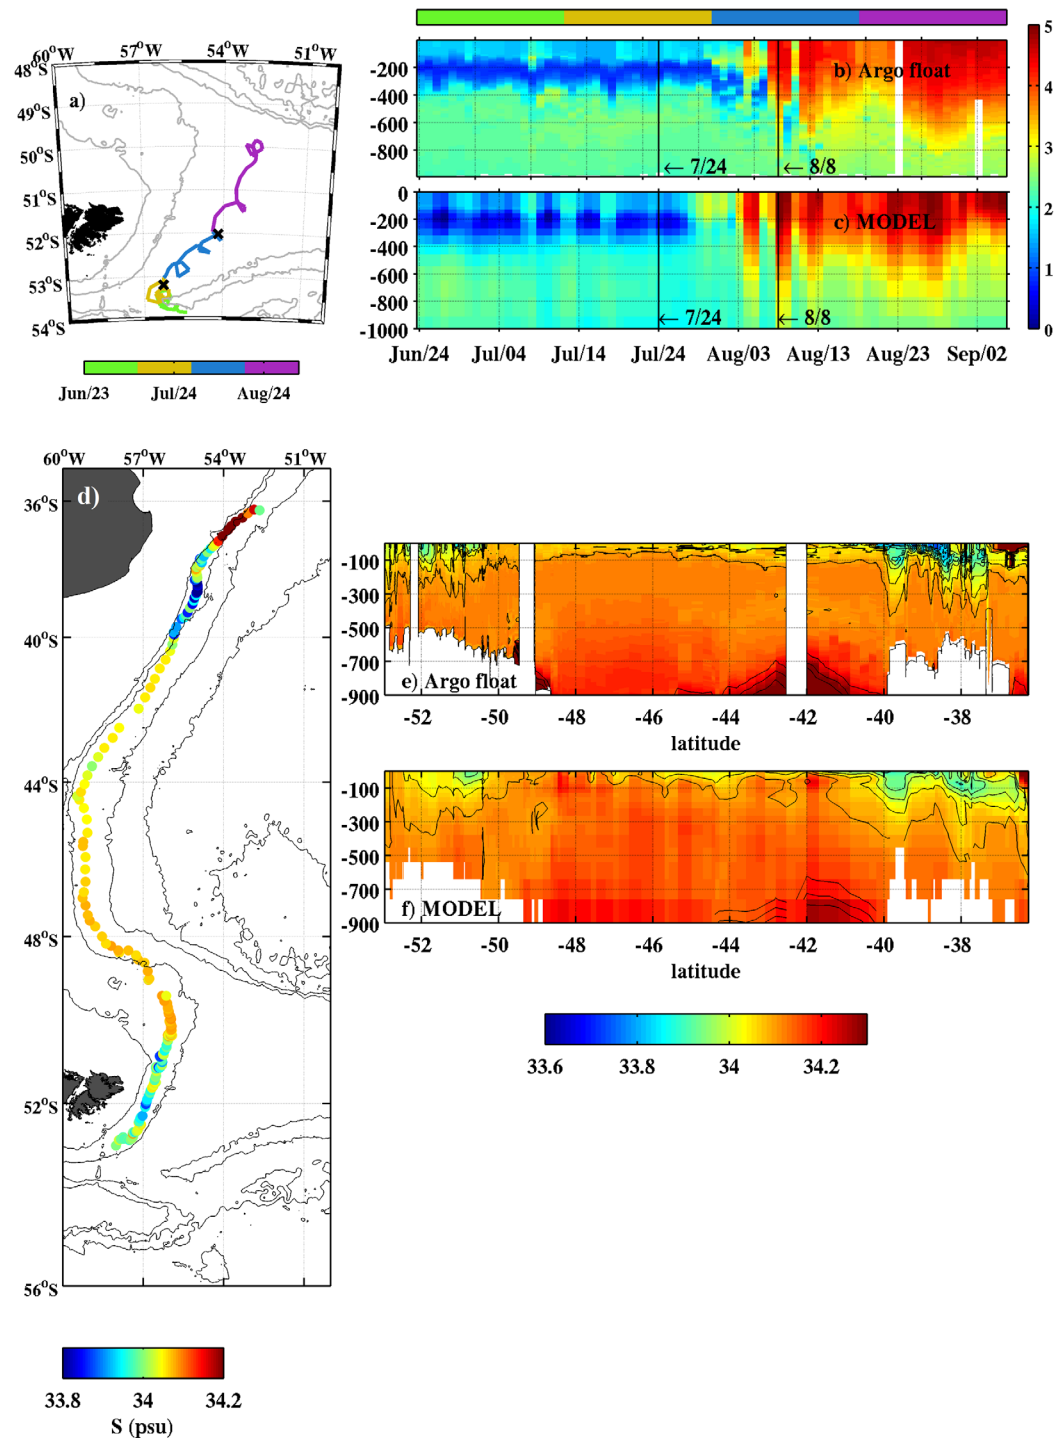 60°W 57°W 54°W 51°W
48°S
a)
49°S
50°S
51°S
52°S
53°S
54°S
Jun/23 Jul/24 Aug/24
5
4
3
2
1
0
b) Argo float
-200
-400
-600
-800
← 7/24 ← 8/8
0
c) MODEL
-200
-400
-600
-800
-1000
← 7/24 ← 8/8
Jun/24 Jul/04 Jul/14 Jul/24 Aug/03 Aug/13 Aug/23 Sep/02
60°W 57°W 54°W 51°W
d)
36°S
40°S
44°S
48°S
52°S
56°S
33.8 34 34.2
S (psu)
-100
-300
-500
-700
-900
e) Argo float
-52 -50 -48 -46 -44 -42 -40 -38
latitude
-100
-300
-500
-700
-900
f) MODEL
-52 -50 -48 -46 -44 -42 -40 -38
latitude
33.6 33.8 34 34.2